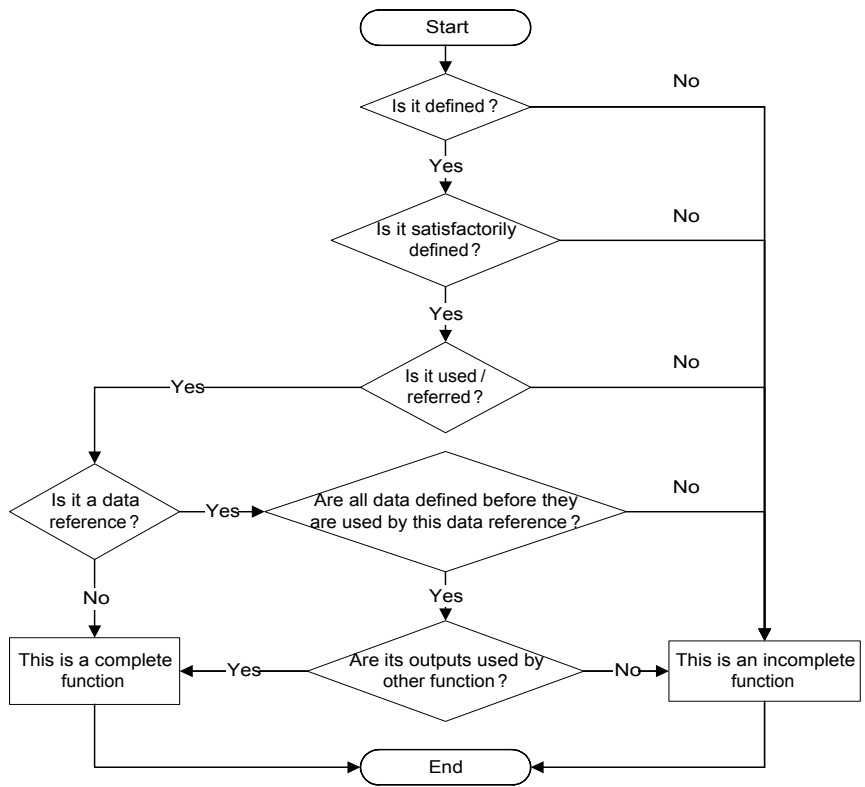 Start
No
Is it defined?
Yes
No
Is it satisfactorily
defined?
Yes
No
Is it used /
referred?
Yes
Is it a data
reference?
Yes
Are all data defined before they
are used by this data reference?
No
No
Yes
This is a complete
function
Yes
Are its outputs used by
other function?
No
This is an incomplete
function
End